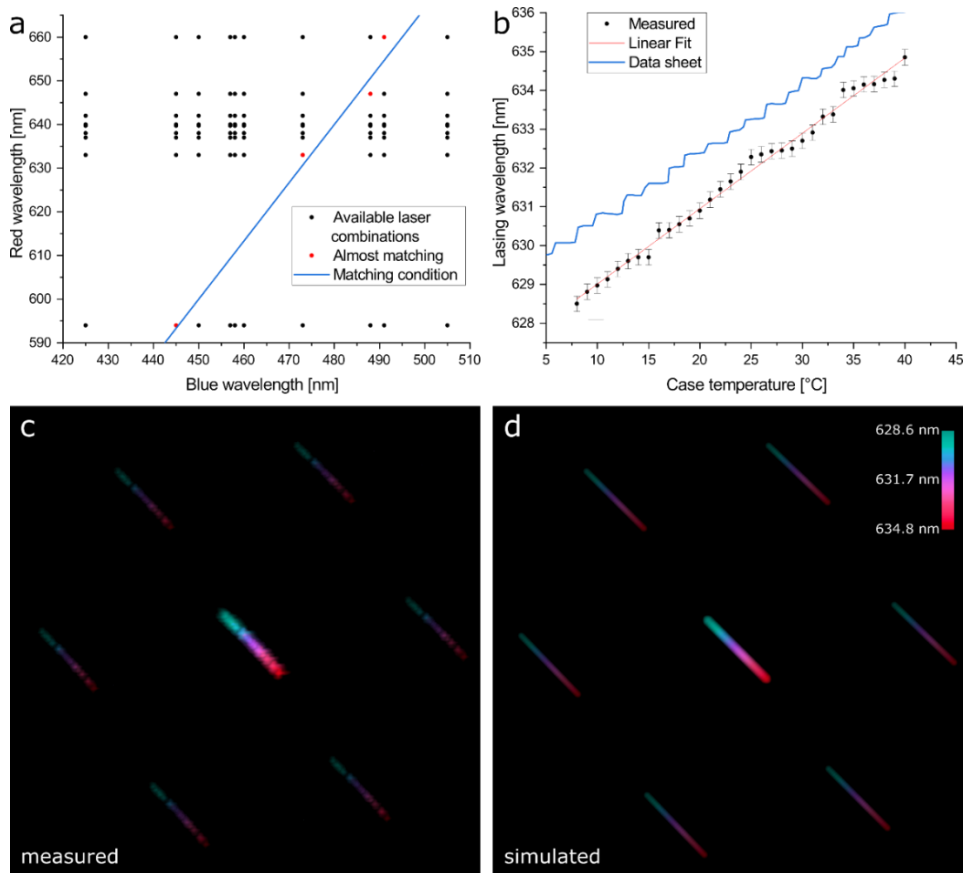 a
Red wavelength [nm]
660
650
640
630
620
610
600
590
Available laser
combinations
Almost matching
Matching condition
420 430 440 450 460 470 480 490 500 510
Blue wavelength [nm]
b
Lasing wavelength [nm]
636
635
634
633
632
631
630
629
628
Measured
Linear Fit
Data sheet
5 10 15 20 25 30 35 40 45
Case temperature [°C]
c
measured
d
628.6 nm
631.7 nm
634.8 nm
simulated